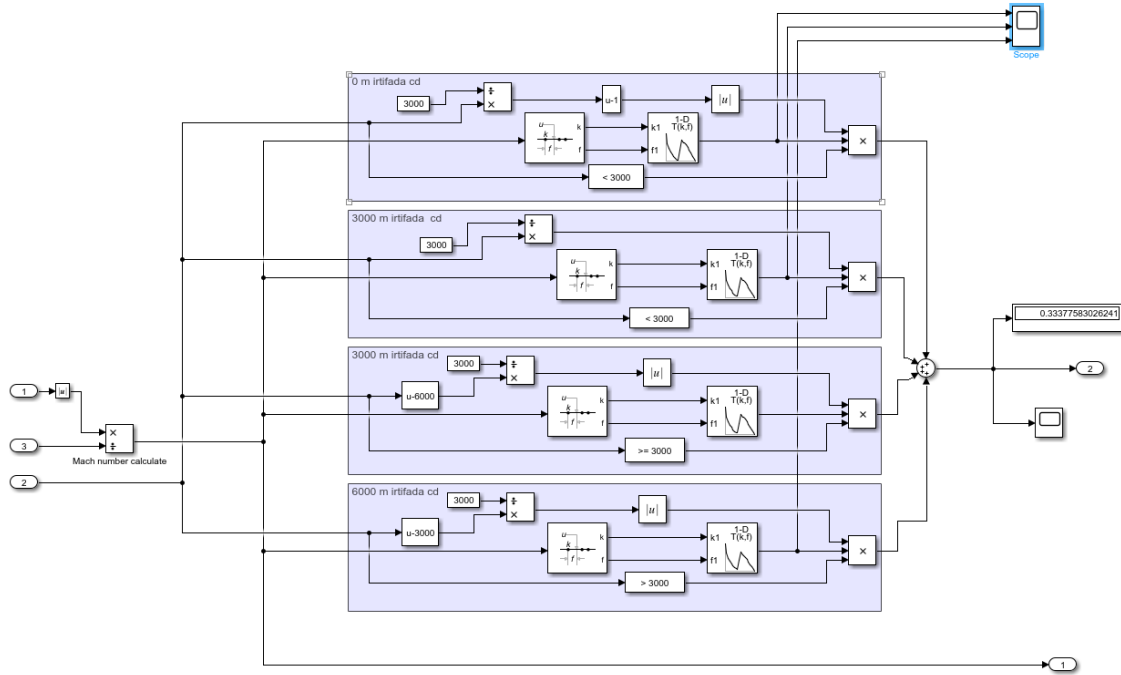 Scope
0 m irtifada cd
3000
÷
×
u-1
|u|
u
k
f
k
f
k1
f1
1-D
T(k,f)
< 3000
×
3000 m irtifada cd
3000
÷
×
u
k
f
k
f
k1
f1
1-D
T(k,f)
< 3000
×
3000 m irtifada cd
3000
÷
×
u-6000
|u|
u
k
f
k
f
k1
f1
1-D
T(k,f)
>= 3000
×
6000 m irtifada cd
3000
÷
×
u-3000
|u|
u
k
f
k
f
k1
f1
1-D
T(k,f)
> 3000
×
1
|u|
3
×
÷
Mach number calculate
2
+
+
+
+
0.33377583026241
2
1